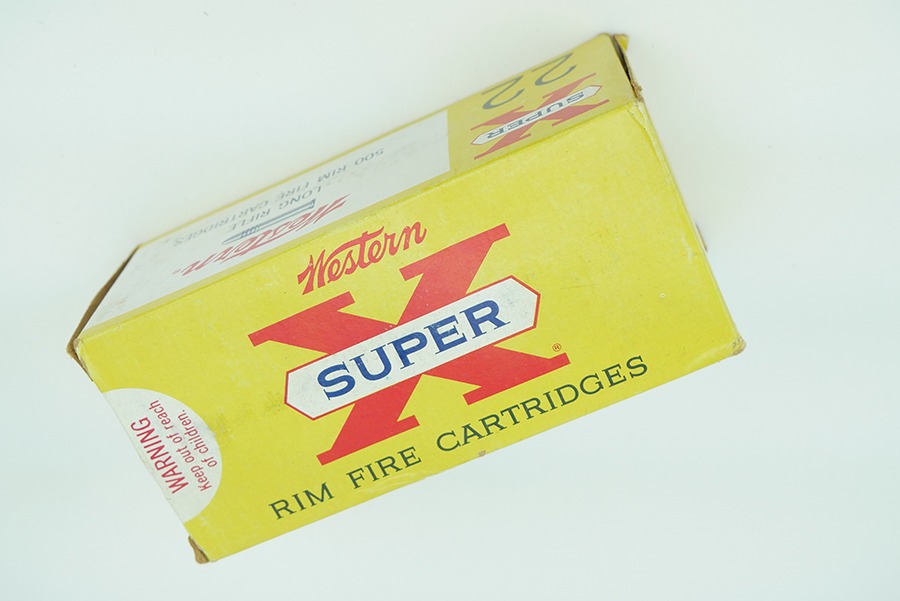 Western
X
SUPER
®
RIM FIRE CARTRIDGES
WARNING
Keep out of reach
of children.
22
X
SUPER
Western
LONG RIFLE
500 RIM FIRE CARTRIDGES